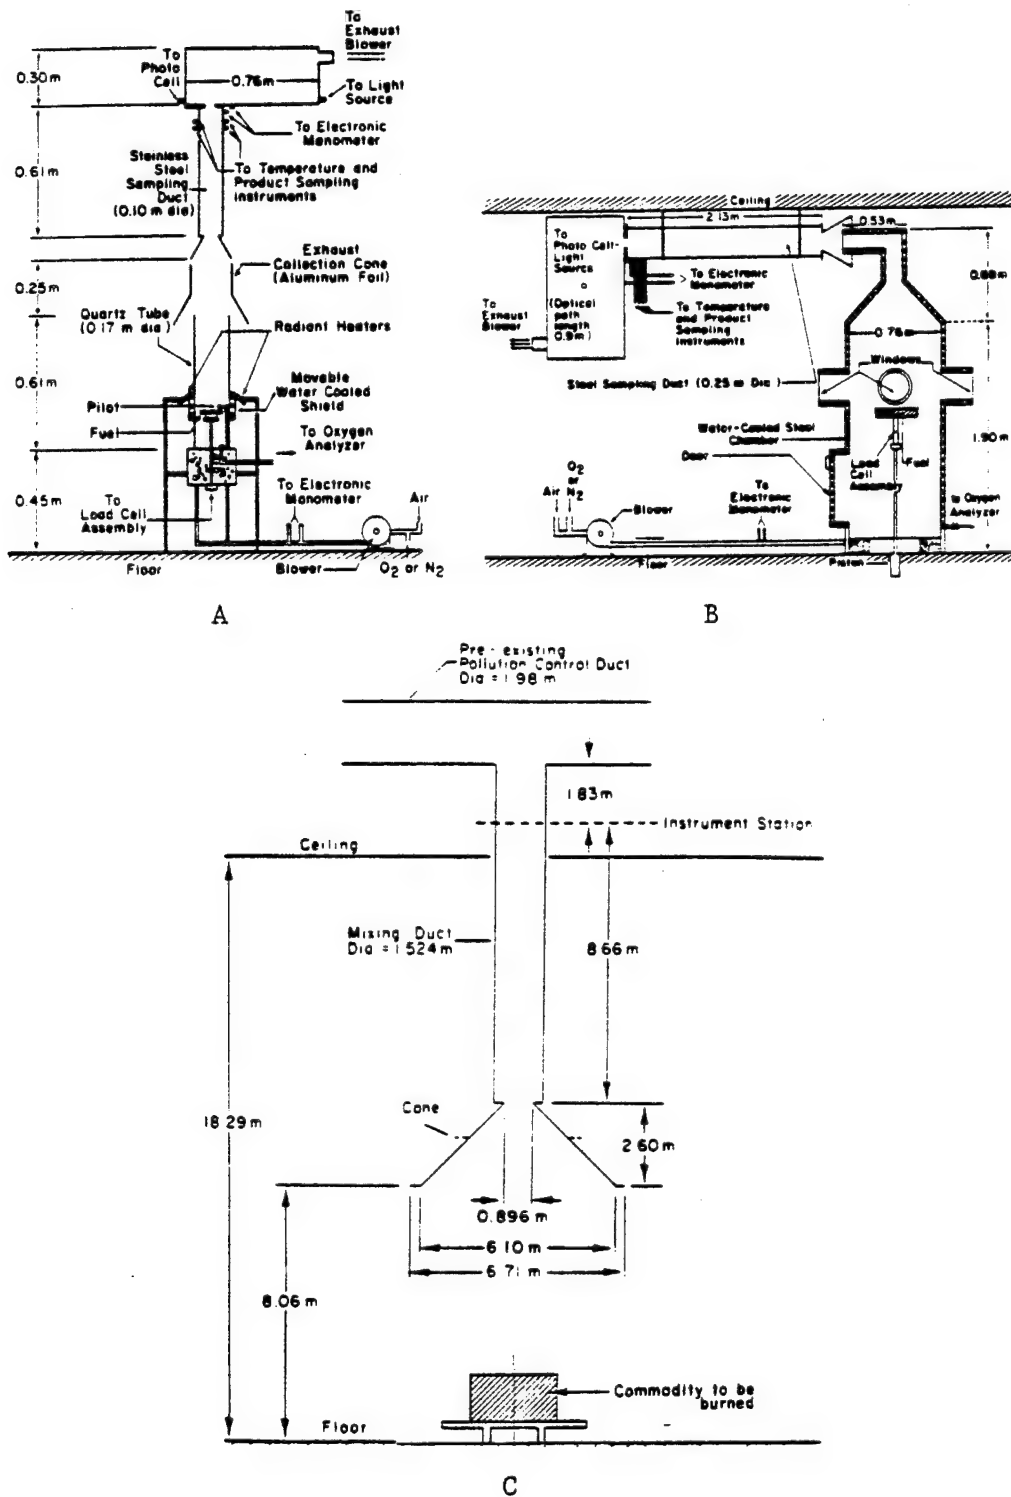 To
Exhaust
Blower
To
Photo
Cell
0.30m
0.76m
To Light
Source
To Electronic
Manometer
Stainless
Steel
Sampling
Duct
(0.10 m dia)
0.61m
To Temperature and
Product Sampling
Instruments
Exhaust
Collection Cone
(Aluminum Foil)
0.25m
Quartz Tube
(0.17 m dia)
Radiant Heaters
0.61m
Movable
Water Cooled
Shield
Pilot
Fuel
To Oxygen
Analyzer
0.45m
To
Load Cell
Assembly
To Electronic
Manometer
Air
Floor
Blower
O2 or N2
A
Ceiling
2.13m
0.53m
To
Photo Cell-
Light
Source
(Optical
path
length
0.9m)
To Electronic
Manometer
To
Exhaust
Blower
To Temperature
and Product
Sampling
Instruments
0.76m
1.90m
Windows
Steel Sampling Duct (0.25 m Dia)
Water-Cooled Steel
Chamber
Door
Load
Cell
Assembly
Fuel
To Oxygen
Analyzer
O2
or
N2
Air
Blower
To
Electronic
Manometer
Floor
Piston
B
Pre-existing
Pollution Control Duct
Dia = 1.98 m
1.83m
Instrument Station
Ceiling
Mixing Duct
Dia = 1.524m
8.66m
Cone
18.29m
2.60m
0.896 m
6.10m
6.71m
8.06m
Commodity to be
burned
Floor
C